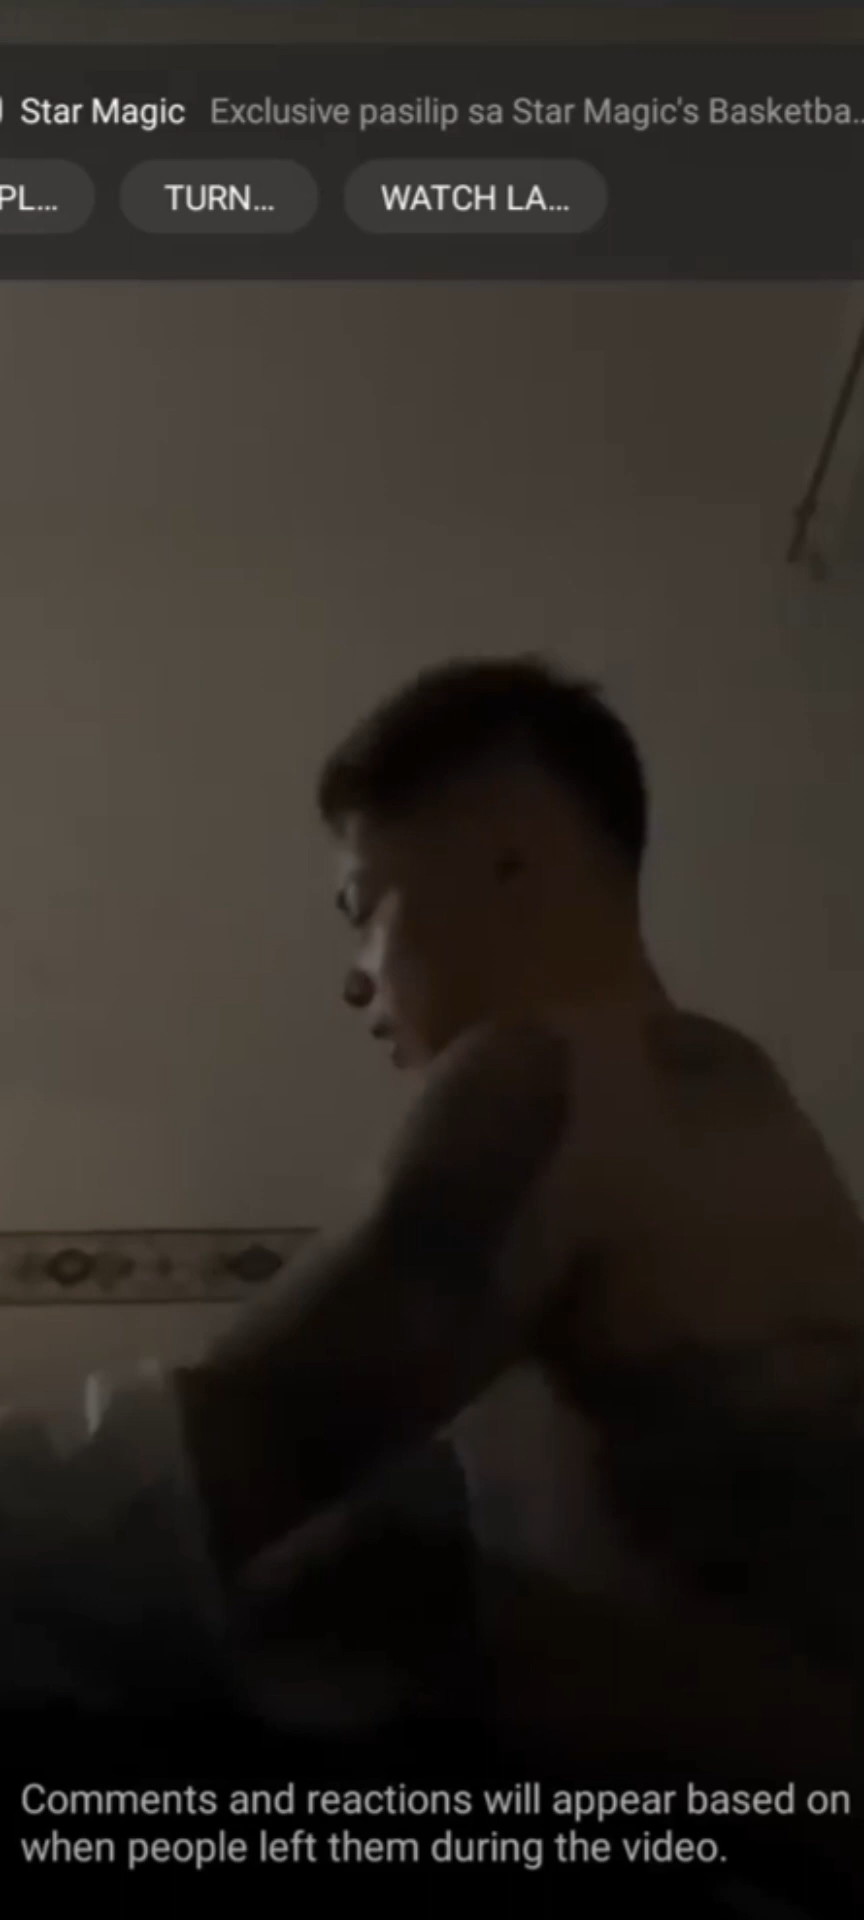 Star Magic Exclusive pasilip sa Star Magic's Basketba...
PL...
TURN...
WATCH LA...
Comments and reactions will appear based on
when people left them during the video.